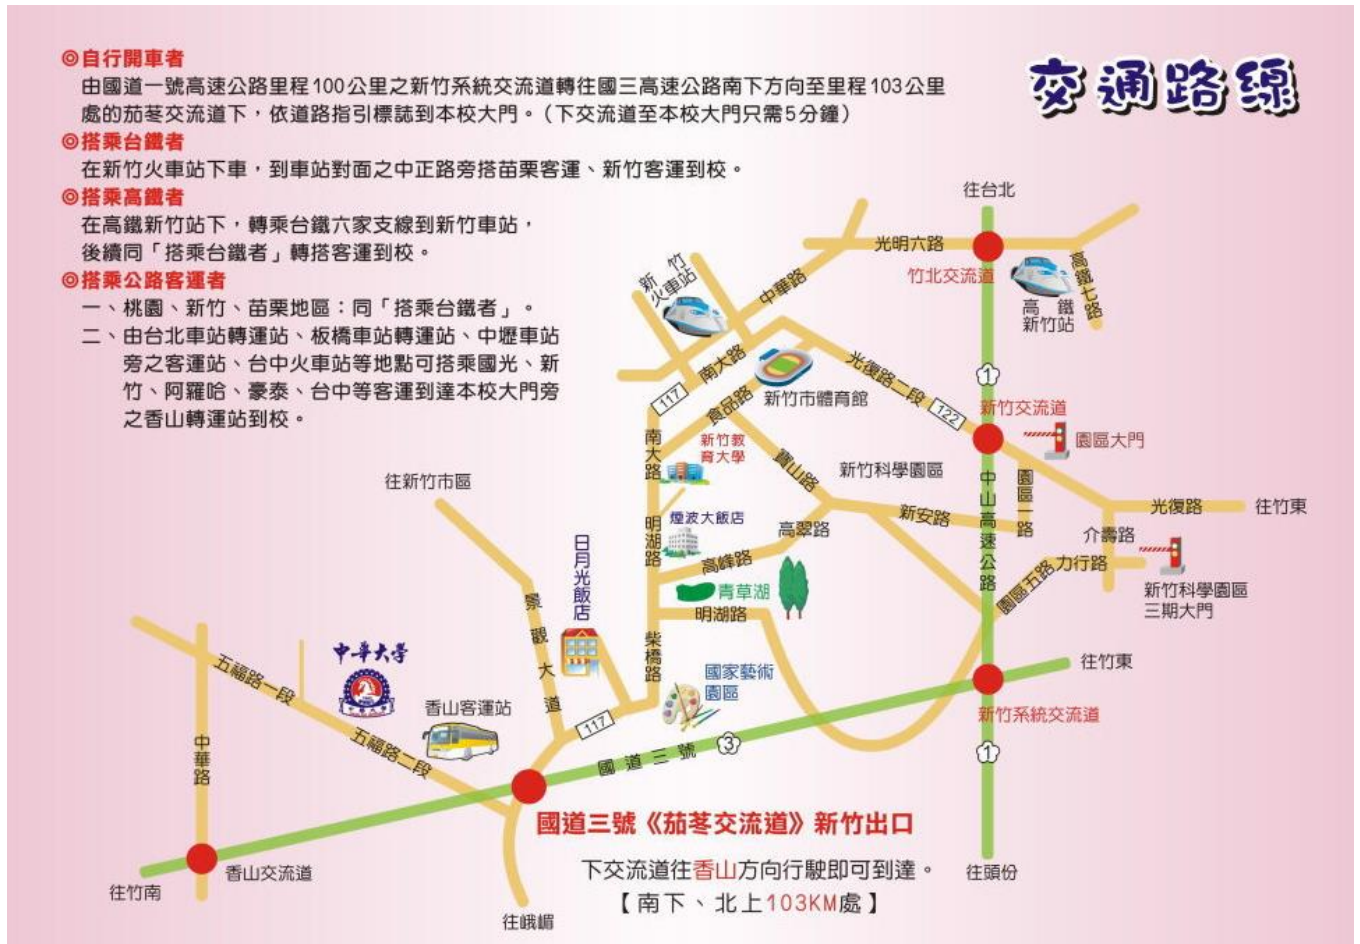 交通路線
◎自行開車者
由國道一號高速公路里程100公里之新竹系統交流道轉往國三高速公路南下方向至里程103公里
處的茄苳交流道下，依道路指引標誌到本校大門。(下交流道至本校大門只需5分鐘)
◎搭乘台鐵者
在新竹火車站下車，到車站對面之中正路旁搭苗栗客運、新竹客運到校。
◎搭乘高鐵者
在高鐵新竹站下，轉乘台鐵六家支線到新竹車站，
後續同「搭乘台鐵者」轉搭客運到校。
◎搭乘公路客運者
一、桃園、新竹、苗栗地區：同「搭乘台鐵者」。
二、由台北車站轉運站、板橋車站轉運站、中壢車站
旁之客運站、台中火車站等地點可搭乘國光、新
竹、阿羅哈、豪泰、台中等客運到達本校大門旁
之香山轉運站到校。
往台北
光明六路
竹北交流道
高鐵七路
高鐵
新竹站
新竹
火車站
中華路
南大路
117
食品路
新竹市體育館
光復路二段
122
1
新竹交流道
園區大門
南大路
新竹教
育大學
寶山路
新竹科學園區
中山高速公路
園區一路
往新竹市區
光復路
往竹東
明湖路
煙波大飯店
高翠路
新安路
介壽路
日月光飯店
高峰路
園區五路
力行路
新竹科學園區
三期大門
青草湖
明湖路
景觀大道
柴橋路
中華大學
五福路一段
國家藝術
園區
往竹東
香山客運站
117
新竹系統交流道
中華路
五福路二段
國道三號
3
1
國道三號《茄苳交流道》新竹出口
下交流道往香山方向行駛即可到達。
【南下、北上103KM處】
香山交流道
往竹南
往峨嵋
往頭份